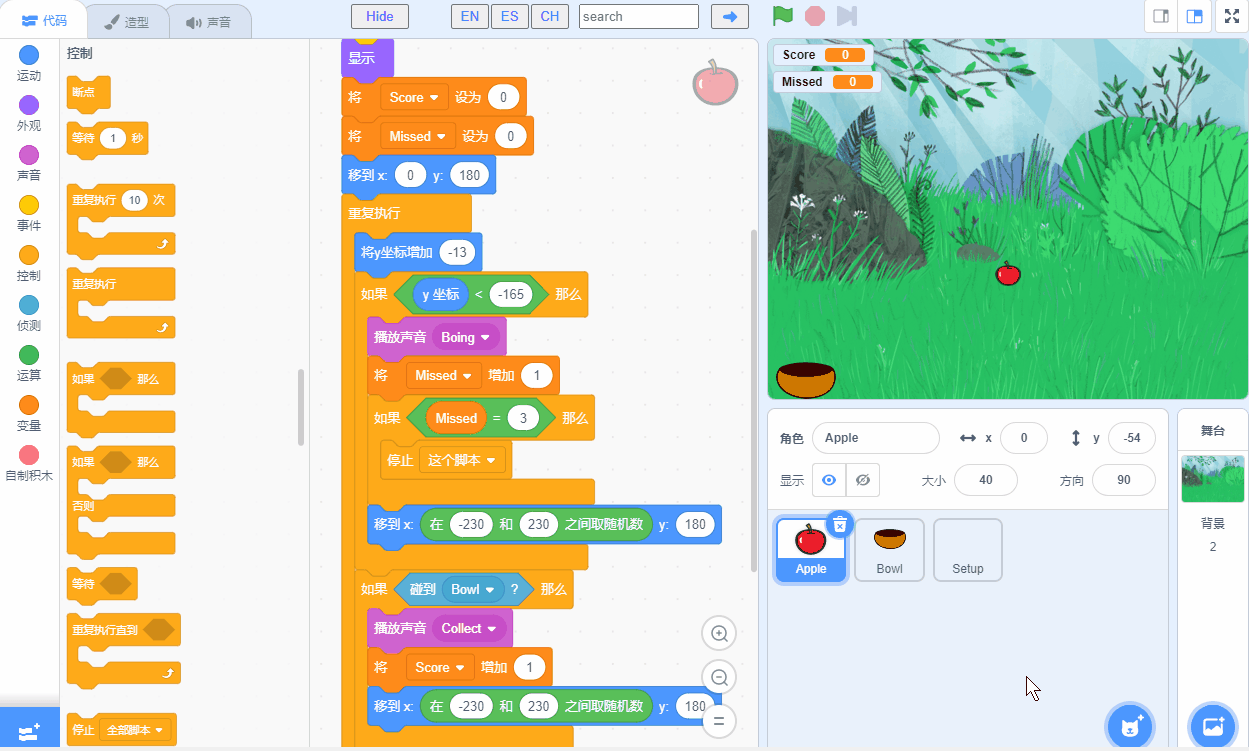 代码
造型
声音
Hide
EN
ES
CH
search
运动
外观
声音
事件
控制
侦测
运算
变量
自制积木
控制
断点
等待 1 秒
重复执行 10 次
重复执行
如果 那么
如果 那么
否则
等待
重复执行直到
停止 全部脚本
显示
将 Score 设为 0
将 Missed 设为 0
移到 x: 0 y: 180
重复执行
将y坐标增加 -13
如果 y 坐标 < -165 那么
播放声音 Boing
将 Missed 增加 1
如果 Missed = 3 那么
停止 这个脚本
移到 x: 在 -230 和 230 之间取随机数 y: 180
如果 碰到 Bowl ? 那么
播放声音 Collect
将 Score 增加 1
移到 x: 在 -230 和 230 之间取随机数 y: 180
Score 0
Missed 0
角色 Apple x 0 y -54
显示 大小 40 方向 90
Apple
Bowl
Setup
舞台
背景
2